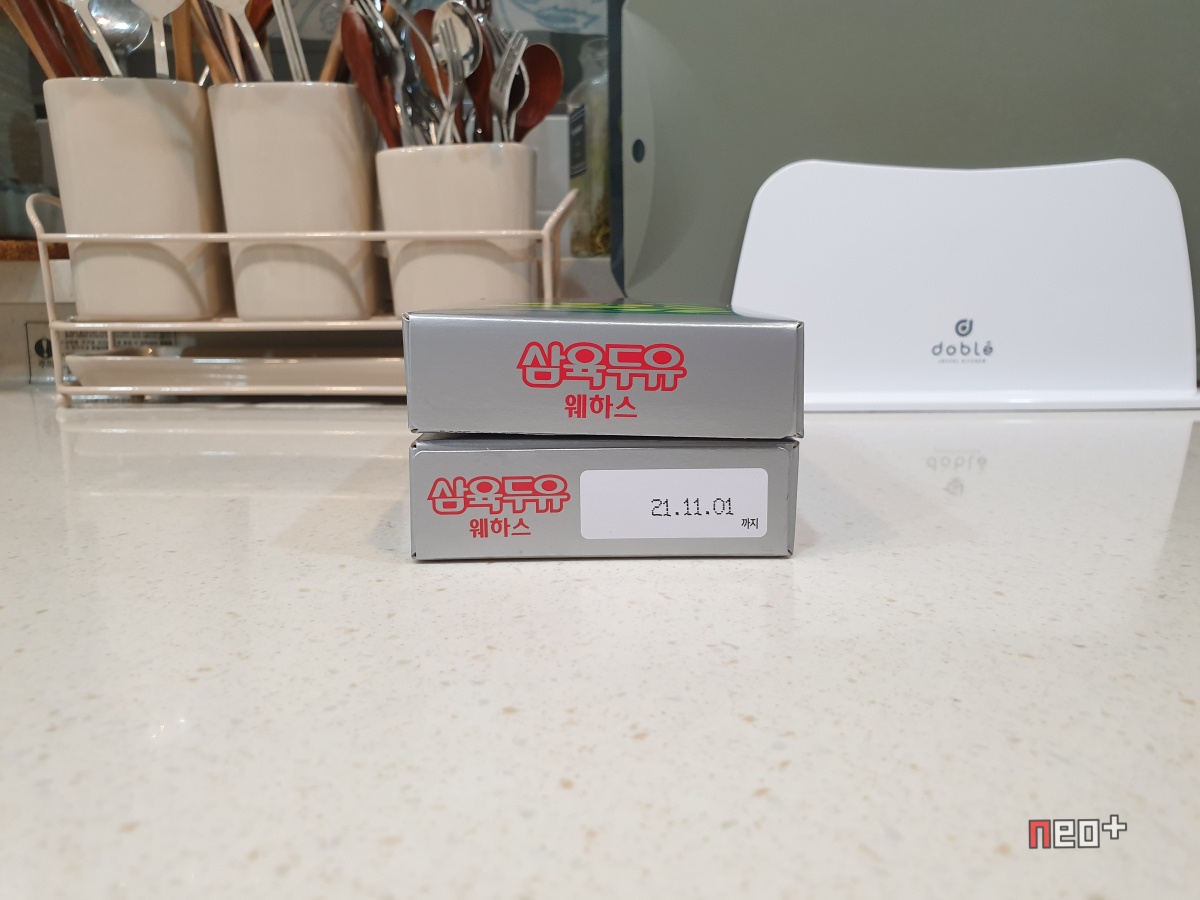 doblé
삼육두유
웨하스
삼육두유
웨하스
21.11.01
까지
neo+